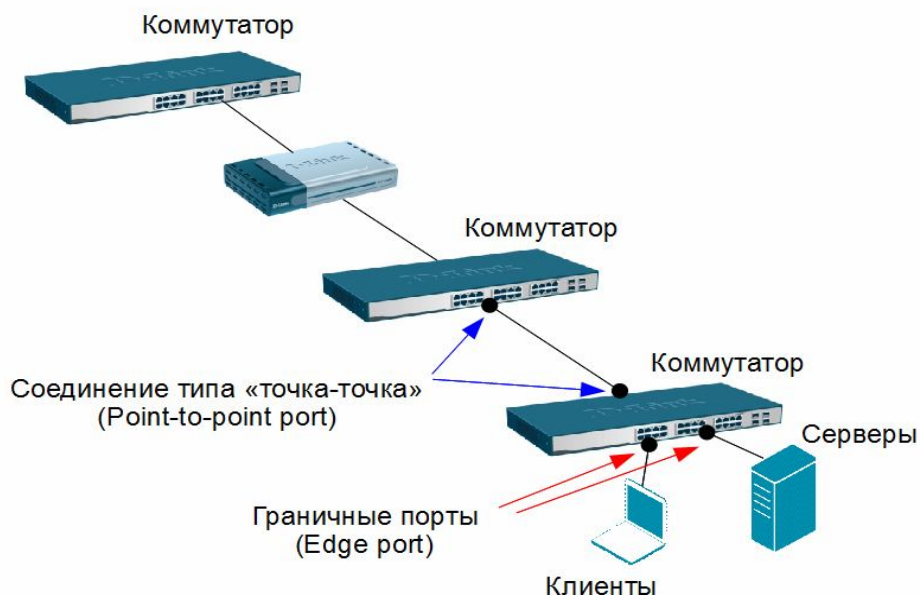 Коммутатор
Коммутатор
Соединение типа «точка-точка»
(Point-to-point port)
Коммутатор
Серверы
Граничные порты
(Edge port)
Клиенты